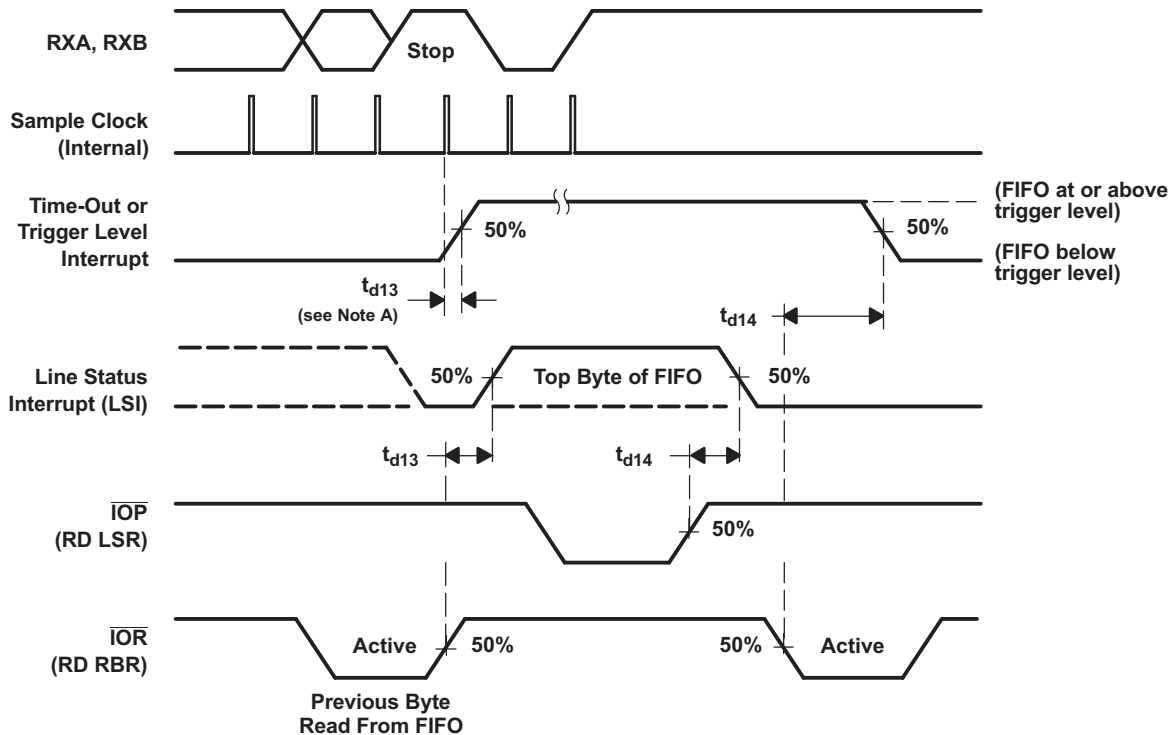 RXA, RXB
Stop
Sample Clock
(Internal)
Time-Out or
Trigger Level
Interrupt
50%
50%
(FIFO at or above
trigger level)
(FIFO below
trigger level)
td13
(see Note A)
td14
Line Status
Interrupt (LSI)
50%
Top Byte of FIFO
50%
td13
td14
IOP
(RD LSR)
50%
IOR
(RD RBR)
Active
50%
50%
Active
Previous Byte
Read From FIFO